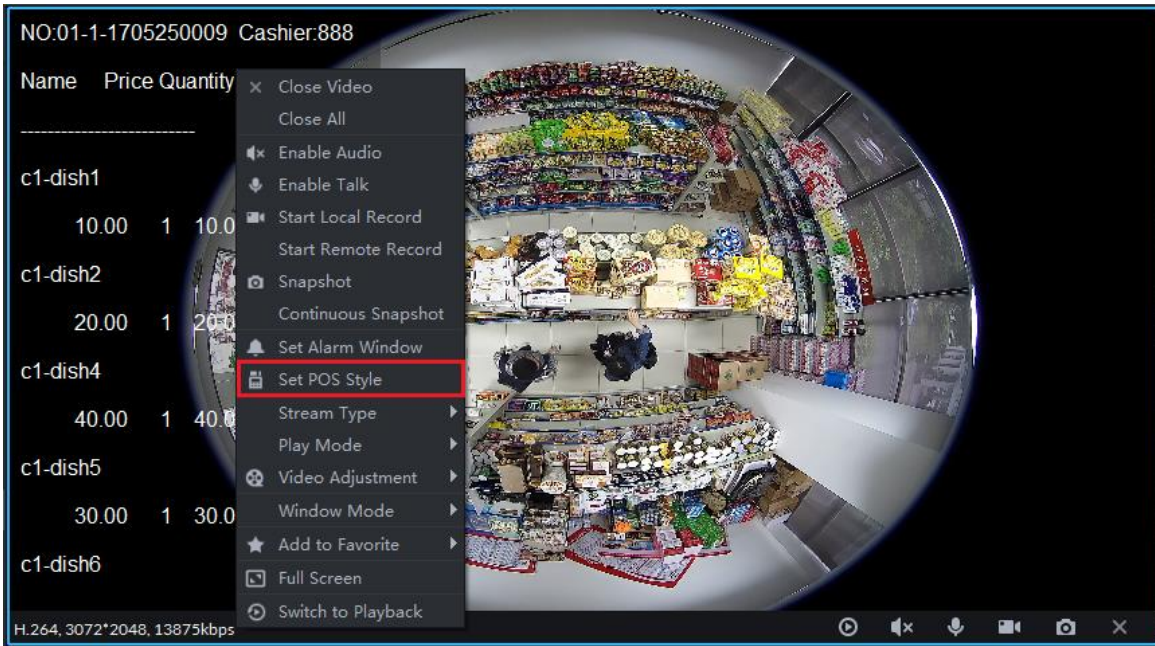 NO:01-1-1705250009 Cashier:888
Name Price Quantity
--------------------------
c1-dish1
10.00 1 10.0
c1-dish2
20.00 1 20.0
c1-dish4
40.00 1 40.0
c1-dish5
30.00 1 30.0
c1-dish6
Close Video
Close All
Enable Audio
Enable Talk
Start Local Record
Start Remote Record
Snapshot
Continuous Snapshot
Set Alarm Window
Set POS Style
Stream Type
Play Mode
Video Adjustment
Window Mode
Add to Favorite
Full Screen
Switch to Playback
H.264, 3072*2048, 13875kbps